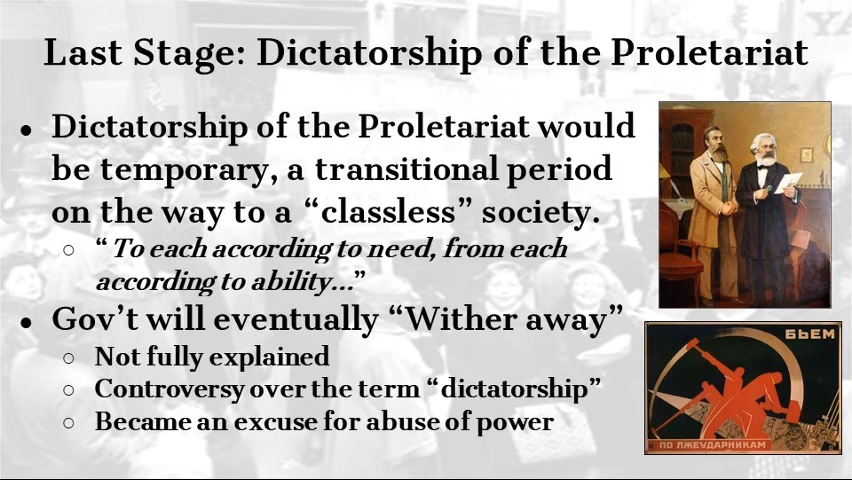 Last Stage: Dictatorship of the Proletariat
● Dictatorship of the Proletariat would
be temporary, a transitional period
on the way to a “classless” society.
○ “To each according to need, from each
according to ability...”
● Gov’t will eventually “Wither away”
○ Not fully explained
○ Controversy over the term “dictatorship”
○ Became an excuse for abuse of power
БЬЕМ
ПО ЛЖЕУДАРНИКАМ